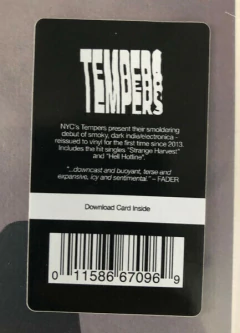 TEMPERS
TEMPERS
NYC's Tempers present their smoldering
debut of smoky, dark indie/electronica -
reissued to vinyl for the first time since 2013.
Includes the hit singles "Strange Harvest"
and "Hell Hotline".
"...downcast and buoyant, terse and
expansive, icy and sentimental." – FADER
Download Card Inside
0 11586 67096 9